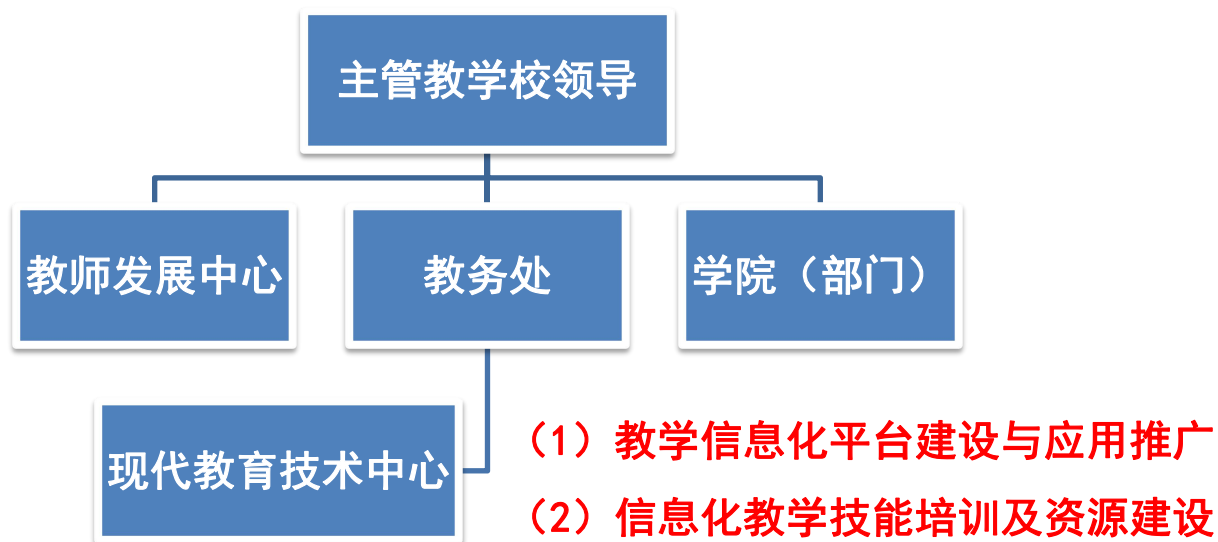 主管教学校领导
教师发展中心
教务处
学院（部门）
现代教育技术中心
（1）教学信息化平台建设与应用推广
（2）信息化教学技能培训及资源建设